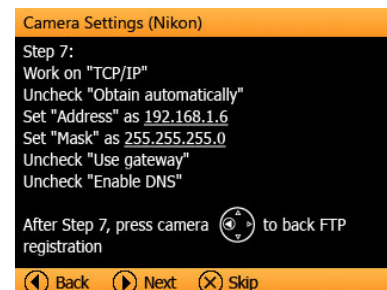 Camera Settings (Nikon)
Step 7:
Work on "TCP/IP"
Uncheck "Obtain automatically"
Set "Address" as 192.168.1.6
Set "Mask" as 255.255.255.0
Uncheck "Use gateway"
Uncheck "Enable DNS"
After Step 7, press camera to back FTP
registration
Back Next Skip